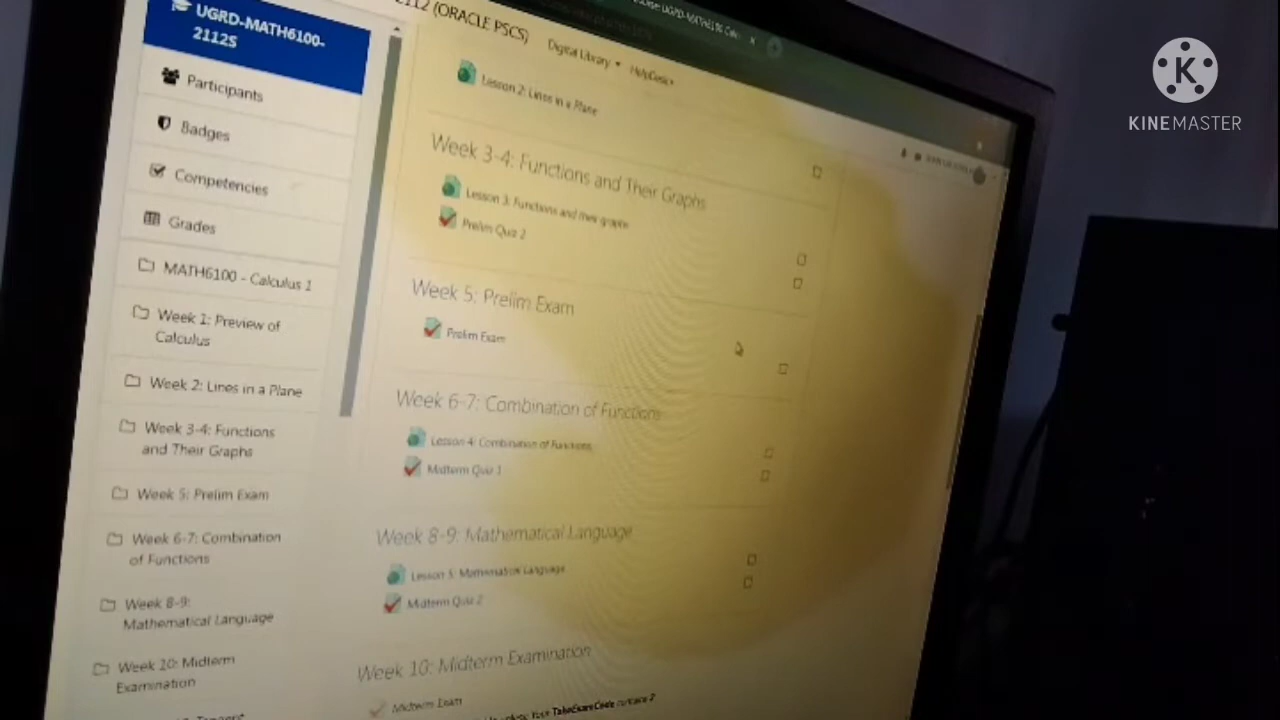 UGRD-MATH6100-
2112S
Participants
Badges
Competencies
Grades
MATH6100 - Calculus 1
Week 1: Preview of
Calculus
Week 2: Lines in a Plane
Week 3-4: Functions
and Their Graphs
Week 5: Prelim Exam
Week 6-7: Combination
of Functions
Week 8-9:
Mathematical Language
Week 10: Midterm
Examination
2112 (ORACLE PSCS)
Digital Library
HelpDesk
Lesson 2: Lines in a Plane
Week 3-4: Functions and Their Graphs
Lesson 3: Functions and their graphs
Prelim Quiz 2
Week 5: Prelim Exam
Prelim Exam
Week 6-7: Combination of Functions
Lesson 4: Combination of Functions
Midterm Quiz 1
Week 8-9: Mathematical Language
Lesson 5: Mathematical Language
Midterm Quiz 2
Week 10: Midterm Examination
Midterm Exam
Your TakeExamCode
KINEMASTER